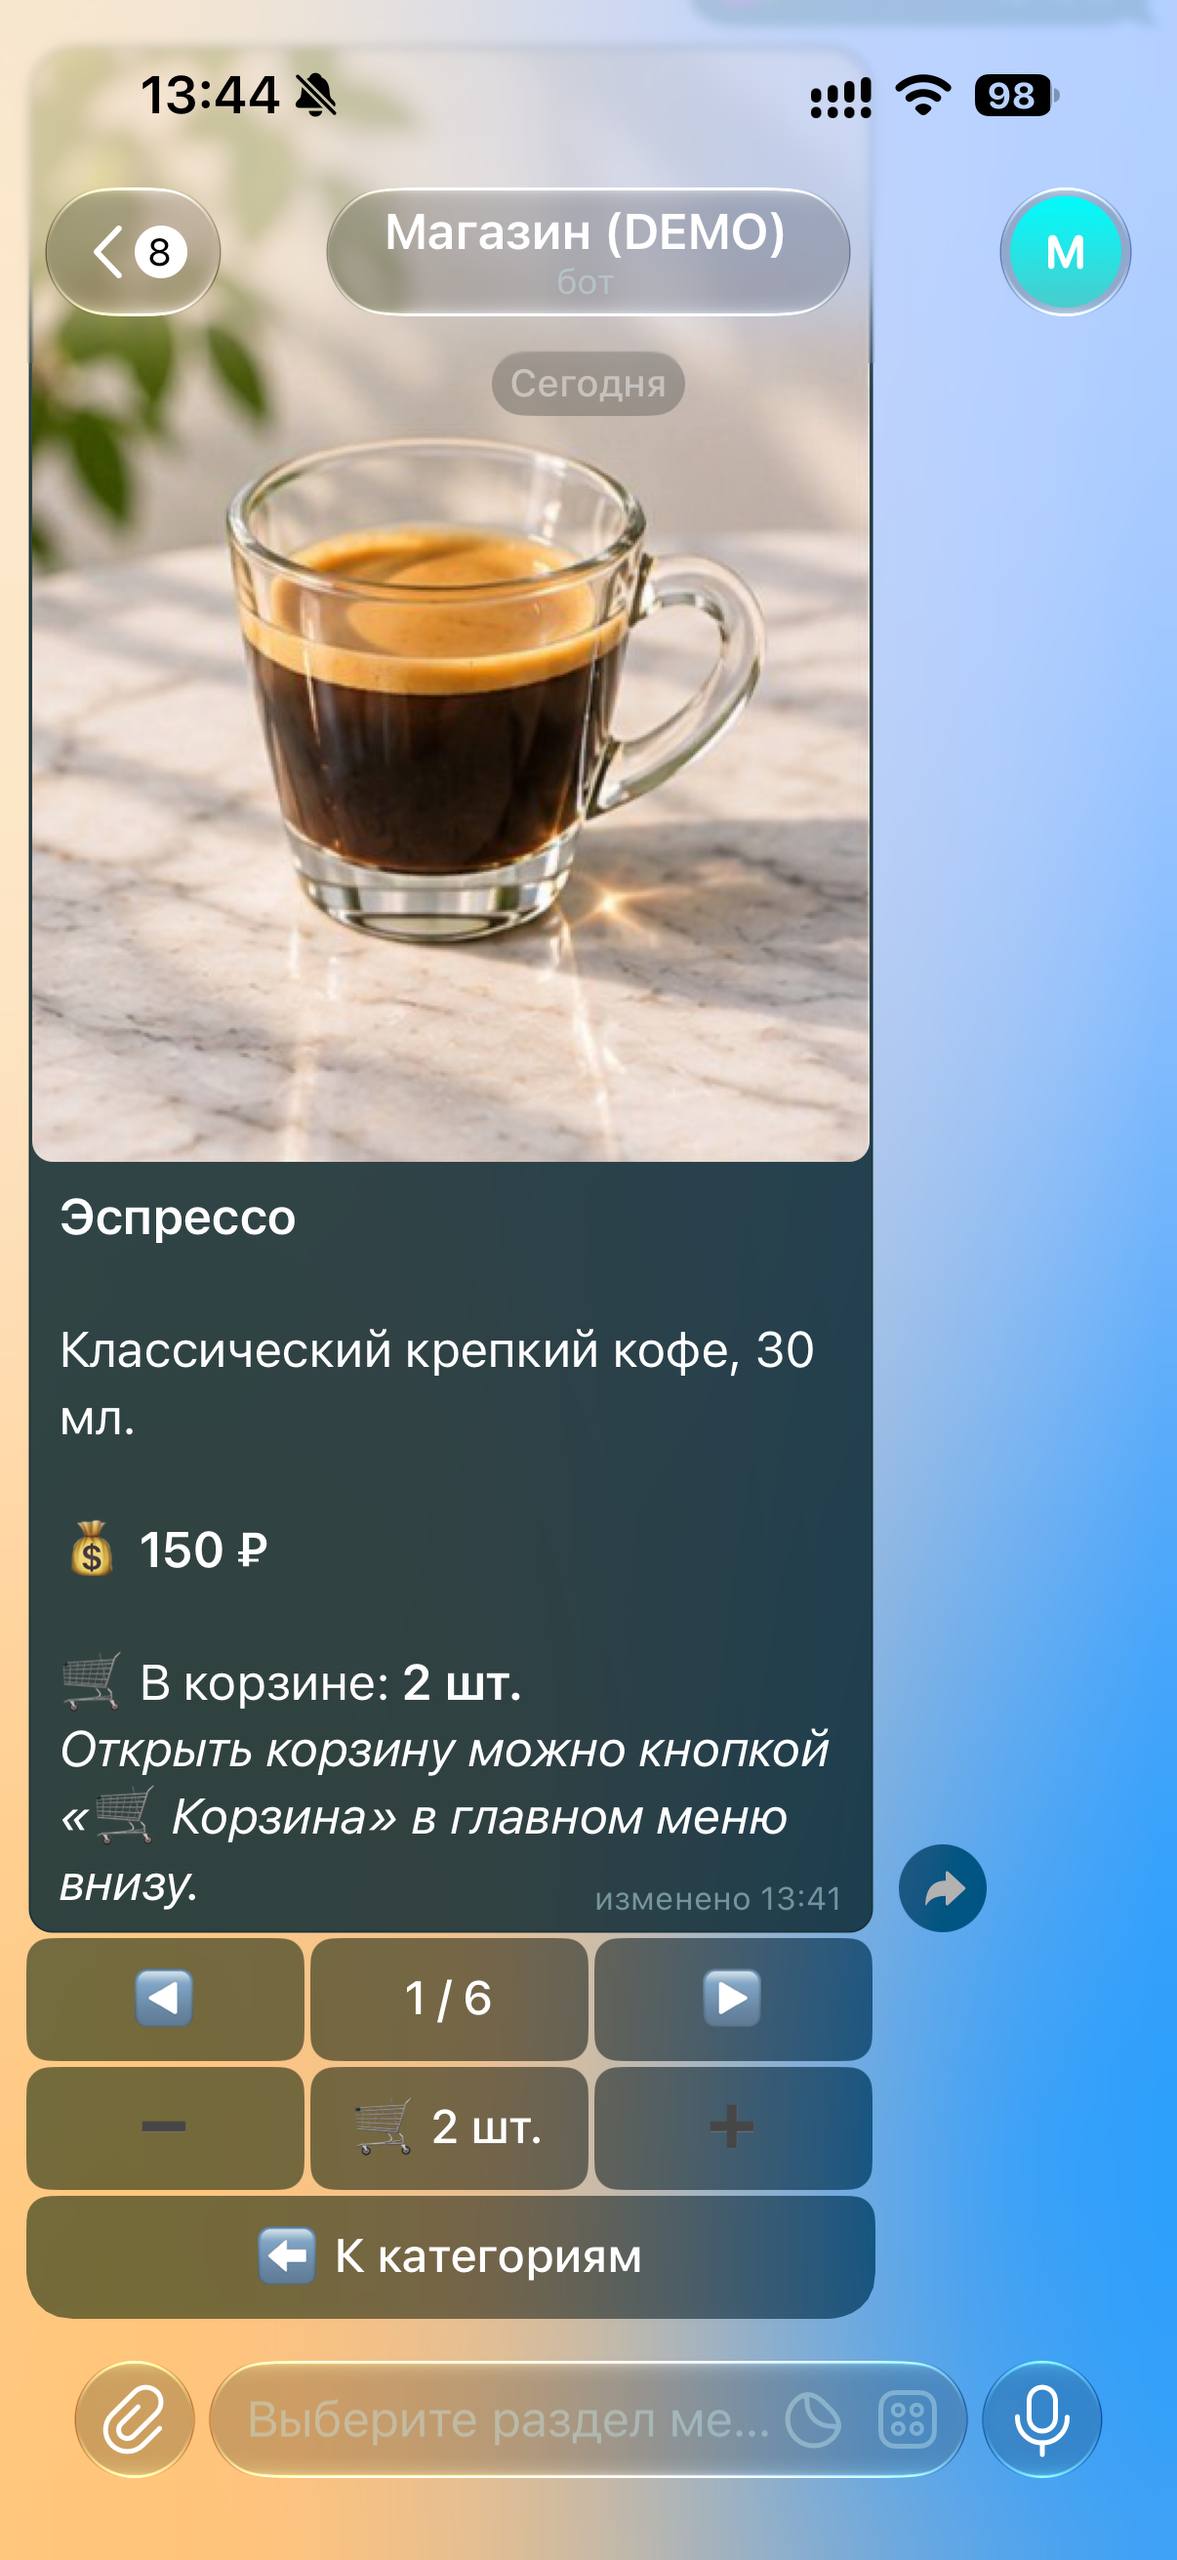 13:44
98
8
Магазин (DEMO)
бот
М
Сегодня
Эспрессо
Классический крепкий кофе, 30
мл.
💰 150 ₽
🛒 В корзине: 2 шт.
Открыть корзину можно кнопкой
«🛒 Корзина» в главном меню
внизу.
изменено 13:41
◀️ 1 / 6 ▶️
➖ 🛒 2 шт. ➕
⬅️ К категориям
Выберите раздел ме...